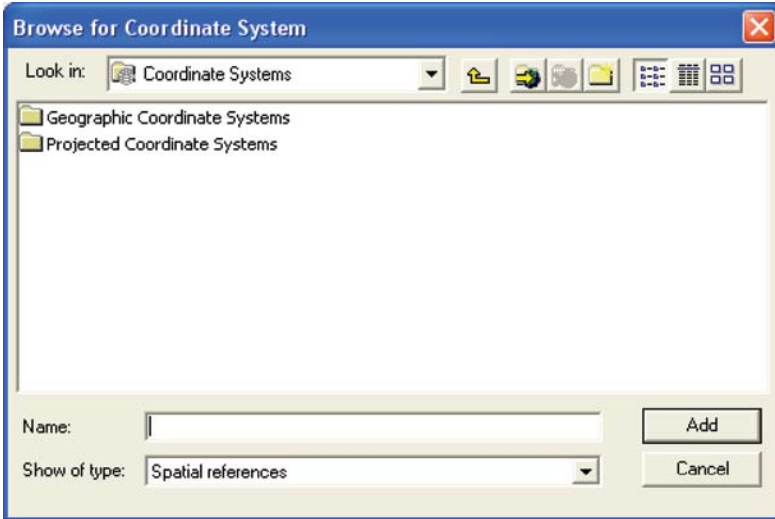 Browse for Coordinate System
Look in: Coordinate Systems
Geographic Coordinate Systems
Projected Coordinate Systems
Name: Add
Show of type: Spatial references Cancel